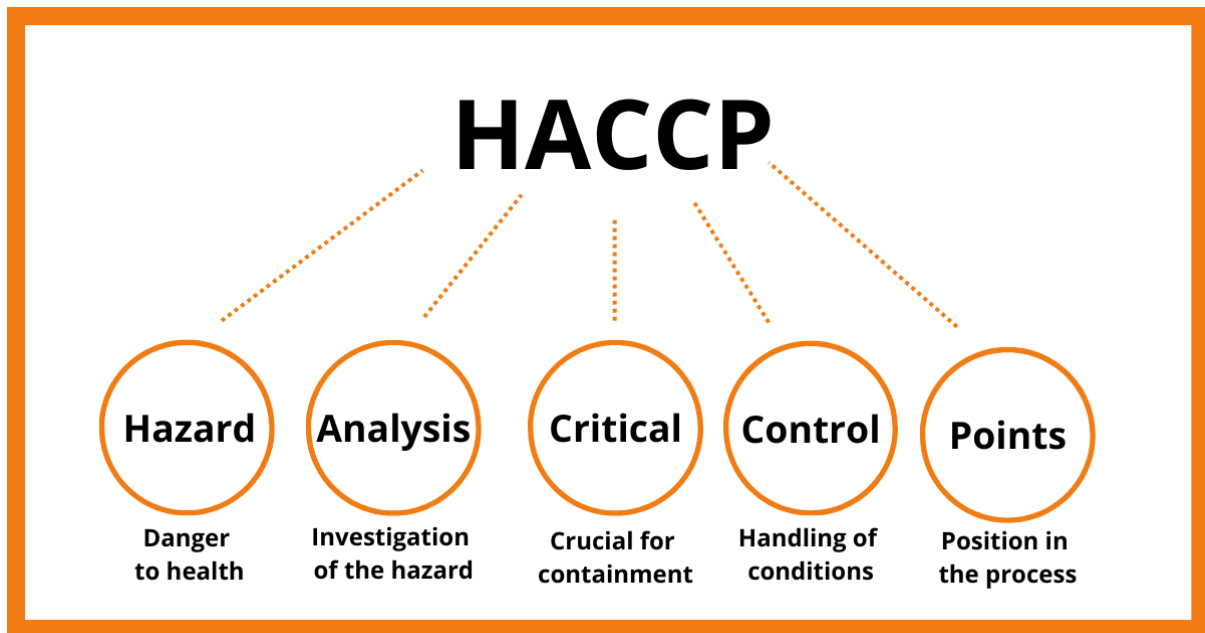 HACCP
Hazard
Analysis
Critical
Control
Points
Danger
to health
Investigation
of the hazard
Crucial for
containment
Handling of
conditions
Position in
the process